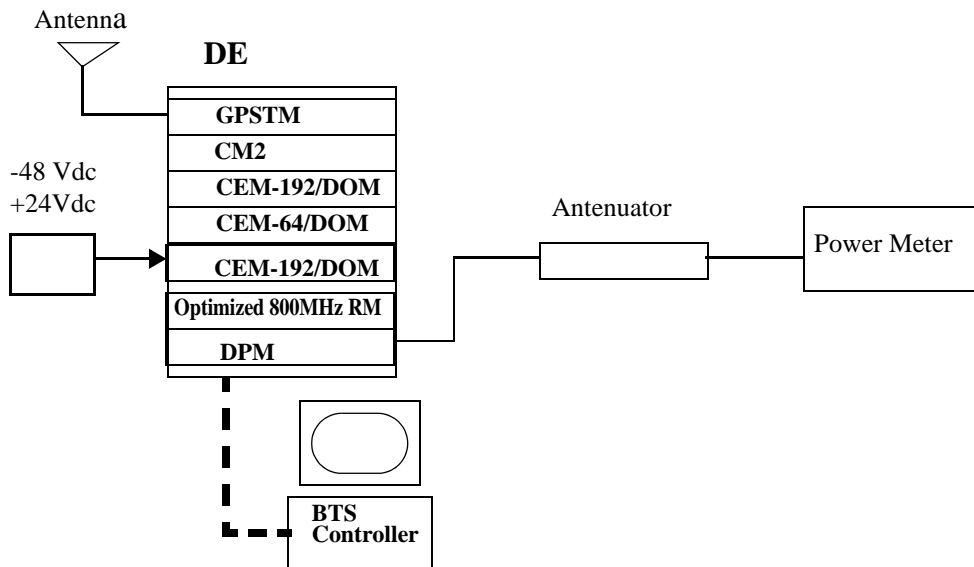 Antenna
DE
GPSTM
CM2
-48 Vdc
+24Vdc
CEM-192/DOM
CEM-64/DOM
CEM-192/DOM
Optimized 800MHz RM
DPM
Antenuator
Power Meter
BTS
Controller